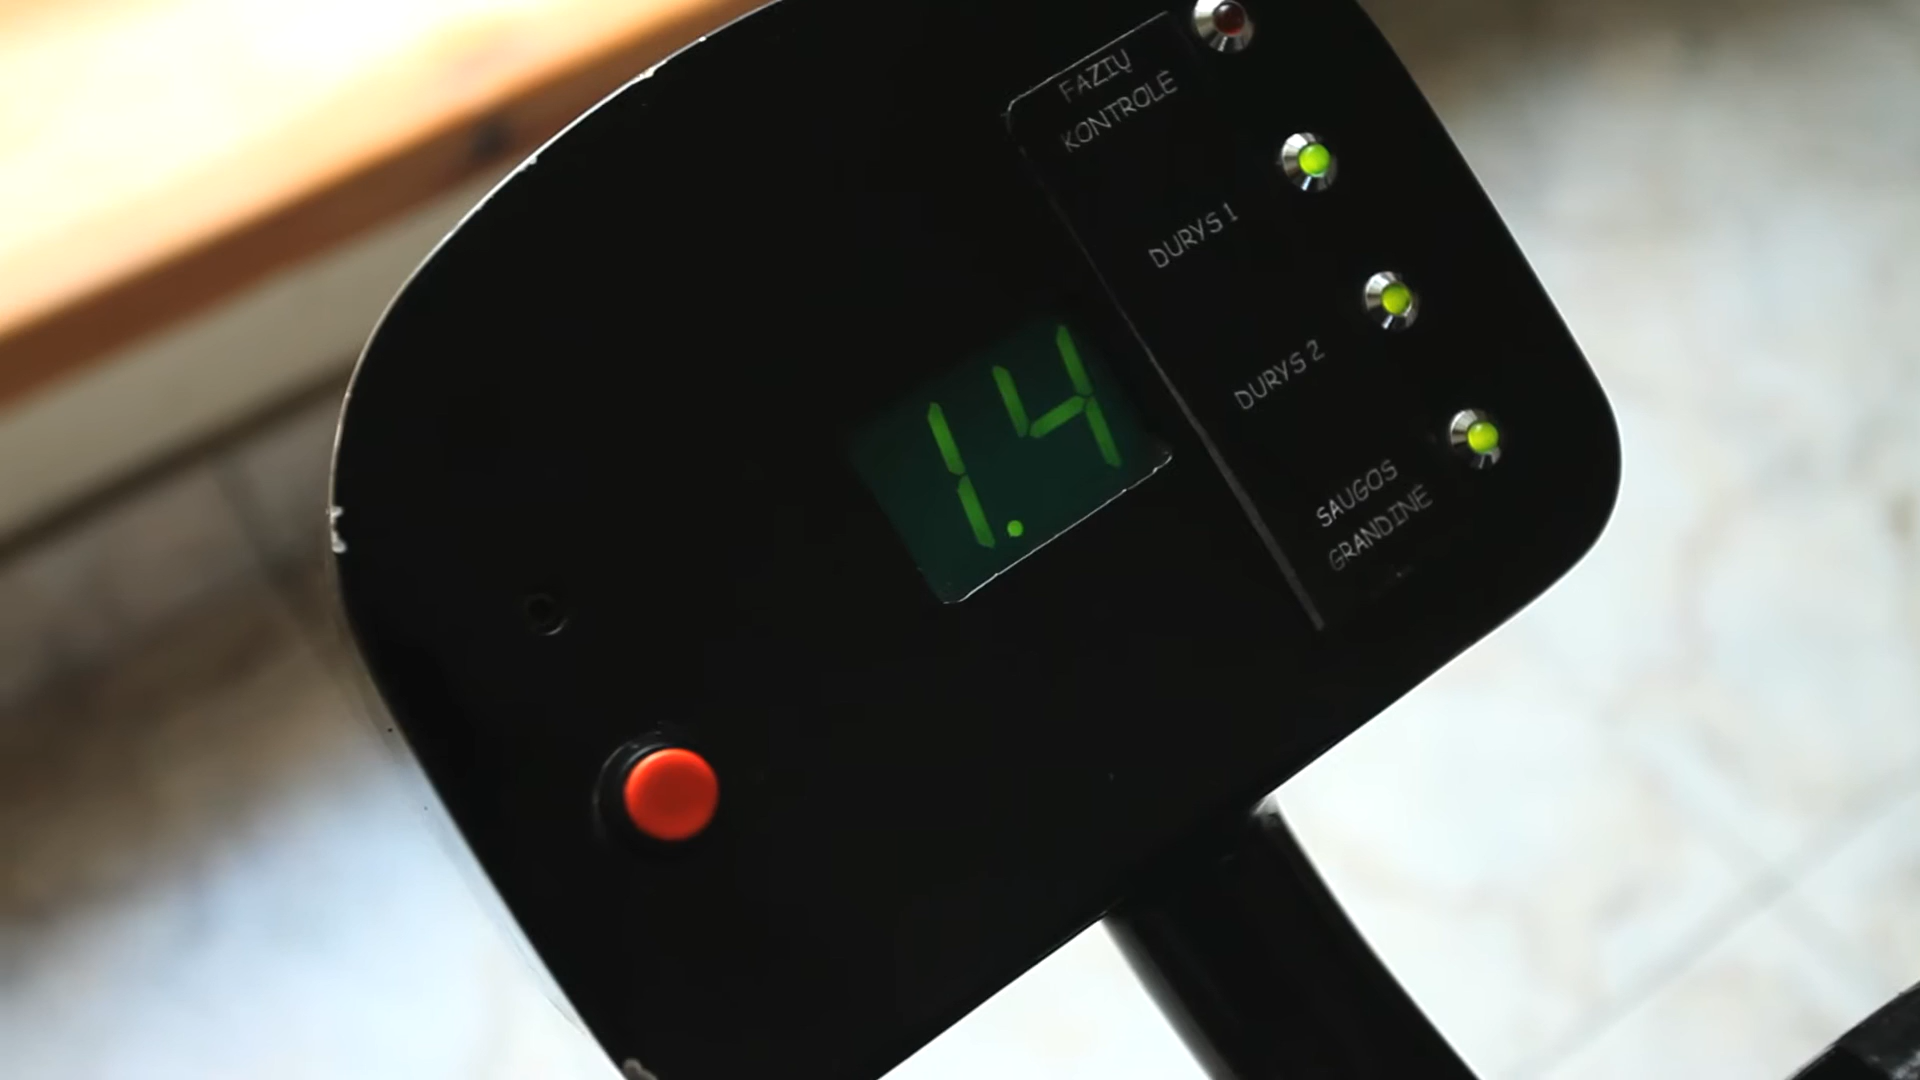 FAZIŲ
KONTROLĖ
DURYS 1
DURYS 2
SAUGOS
GRANDINĖ
1.4